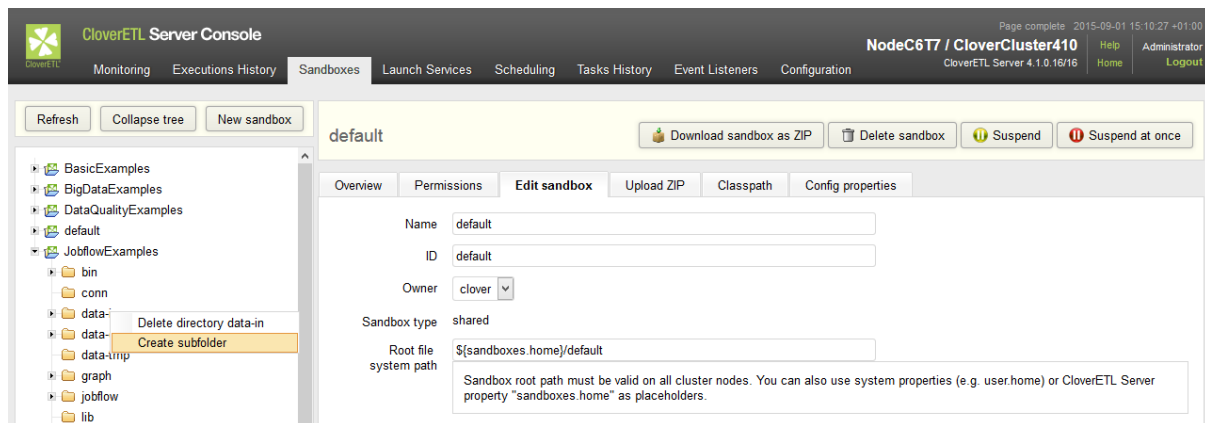 Page complete 2015-09-01 15:10:27 +01:00
CloverETL Server Console
NodeC6T7 / CloverCluster410
Help
Administrator
CloverETL Server 4.1.0.16/16
Home
Logout
CloverETL
Monitoring Executions History Sandboxes Launch Services Scheduling Tasks History Event Listeners Configuration
Refresh Collapse tree New sandbox
default
Download sandbox as ZIP Delete sandbox Suspend Suspend at once
BasicExamples
BigDataExamples
DataQualityExamples
default
JobflowExamples
bin
conn
data-
data-
data-tmp
graph
jobflow
lib
Delete directory data-in
Create subfolder
Overview Permissions Edit sandbox Upload ZIP Classpath Config properties
Name default
ID default
Owner clover
Sandbox type shared
Root file
system path
${sandboxes.home}/default
Sandbox root path must be valid on all cluster nodes. You can also use system properties (e.g. user.home) or CloverETL Server
property "sandboxes.home" as placeholders.